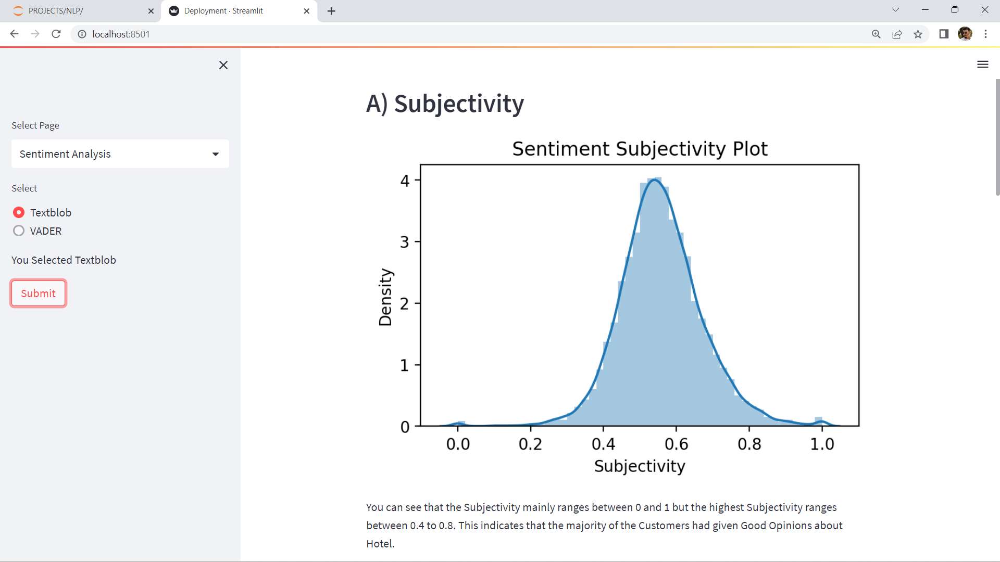 PROJECTS/NLP/
Deployment · Streamlit
localhost:8501
Select Page
Sentiment Analysis
Select
Textblob
VADER
You Selected Textblob
Submit
A) Subjectivity
Sentiment Subjectivity Plot
Density
4
3
2
1
0
0.0 0.2 0.4 0.6 0.8 1.0
Subjectivity
You can see that the Subjectivity mainly ranges between 0 and 1 but the highest Subjectivity ranges
between 0.4 to 0.8. This indicates that the majority of the Customers had given Good Opinions about
Hotel.